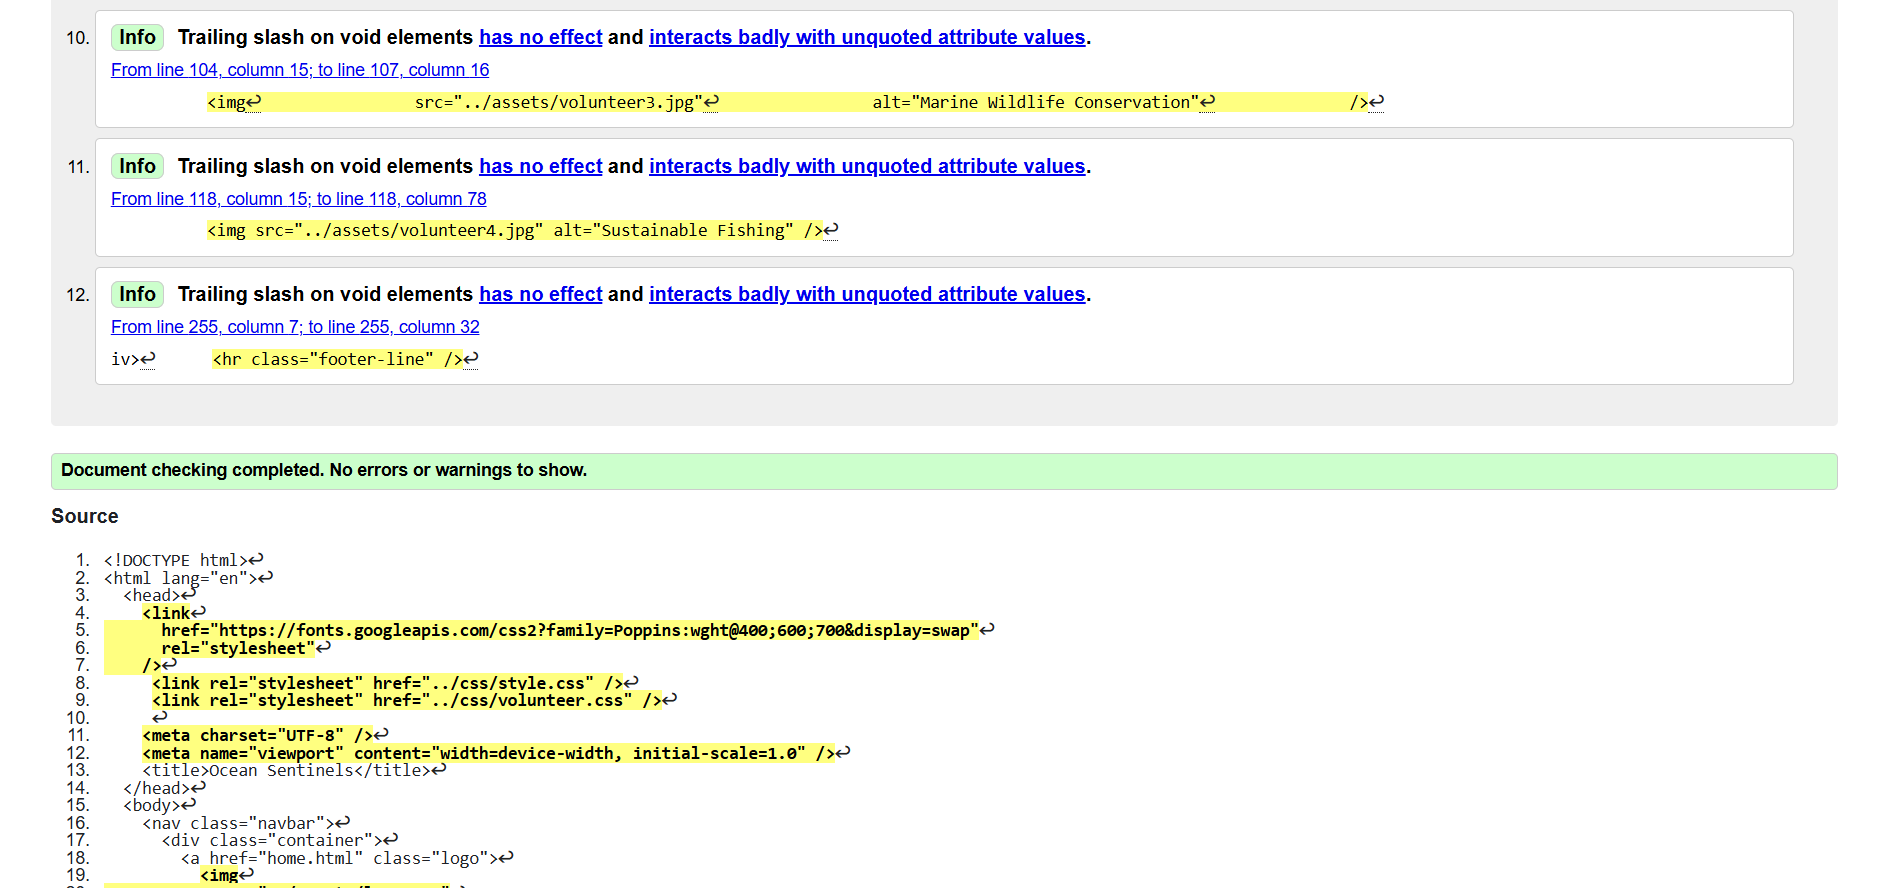 10. Info Trailing slash on void elements has no effect and interacts badly with unquoted attribute values.
From line 104, column 15; to line 107, column 16
<img↩ src="../assets/volunteer3.jpg"↩ alt="Marine Wildlife Conservation"↩ />↩
11. Info Trailing slash on void elements has no effect and interacts badly with unquoted attribute values.
From line 118, column 15; to line 118, column 78
<img src="../assets/volunteer4.jpg" alt="Sustainable Fishing" />↩
12. Info Trailing slash on void elements has no effect and interacts badly with unquoted attribute values.
From line 255, column 7; to line 255, column 32
iv>↩ <hr class="footer-line" />↩
Document checking completed. No errors or warnings to show.
Source
1. <!DOCTYPE html>↩
2. <html lang="en">↩
3. <head>↩
4. <link↩
5. href="https://fonts.googleapis.com/css2?family=Poppins:wght@400;600;700&display=swap"↩
6. rel="stylesheet"↩
7. />↩
8. <link rel="stylesheet" href="../css/style.css" />↩
9. <link rel="stylesheet" href="../css/volunteer.css" />↩
10. ↩
11. <meta charset="UTF-8" />↩
12. <meta name="viewport" content="width=device-width, initial-scale=1.0" />↩
13. <title>Ocean Sentinels</title>↩
14. </head>↩
15. <body>↩
16. <nav class="navbar">↩
17. <div class="container">↩
18. <a href="home.html" class="logo">↩
19. <img↩